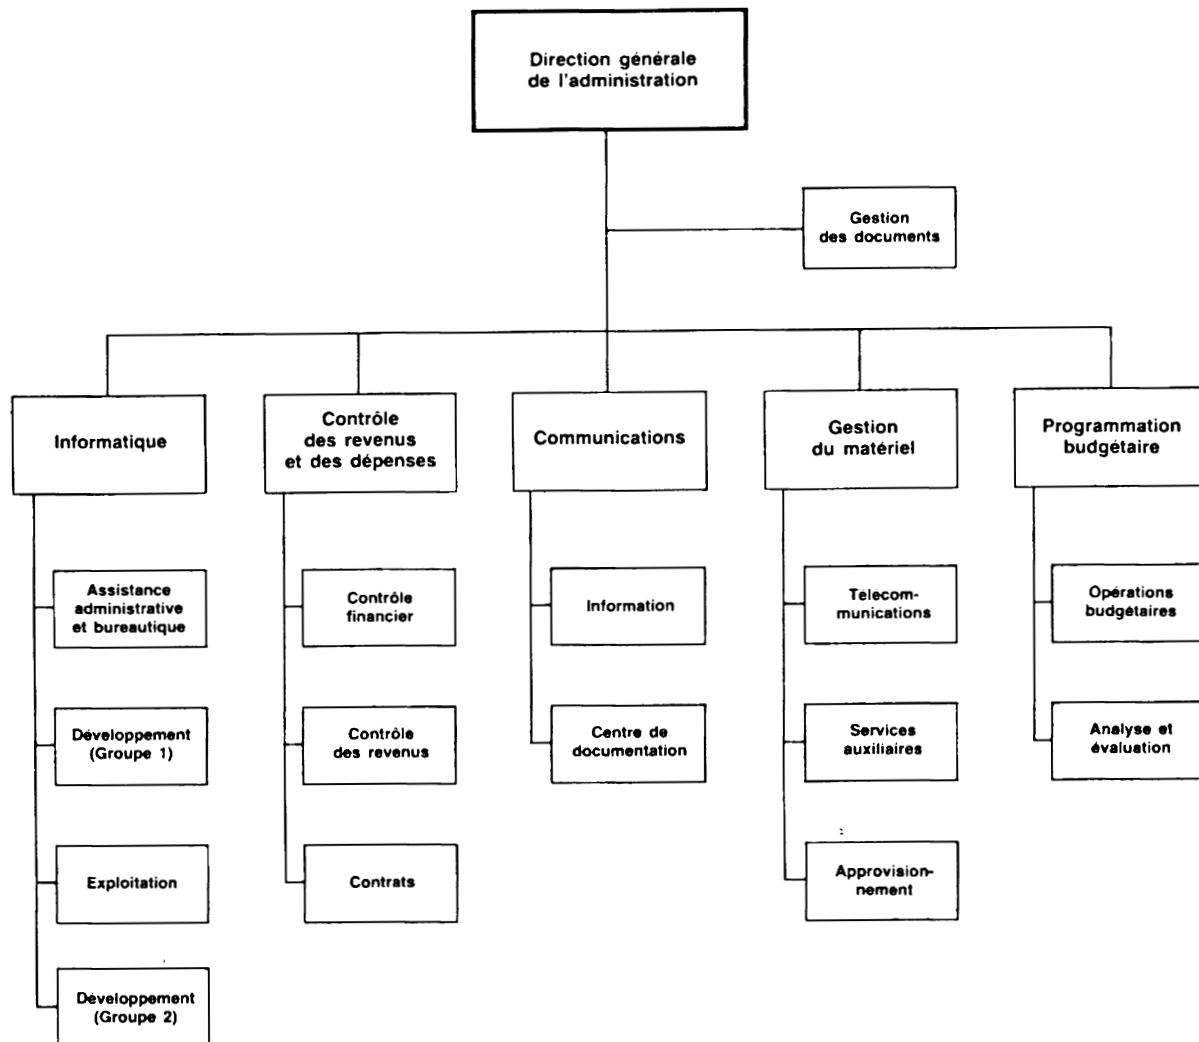 Direction générale
de l'administration
Gestion
des documents
Informatique
Contrôle
des revenus
et des dépenses
Communications
Gestion
du matériel
Programmation
budgétaire
Assistance
administrative
et bureautique
Développement
(Groupe 1)
Exploitation
Développement
(Groupe 2)
Contrôle
financier
Contrôle
des revenus
Contrats
Information
Centre de
documentation
Télecom-
munications
Services
auxiliaires
Approvision-
nement
Opérations
budgétaires
Analyse et
évaluation